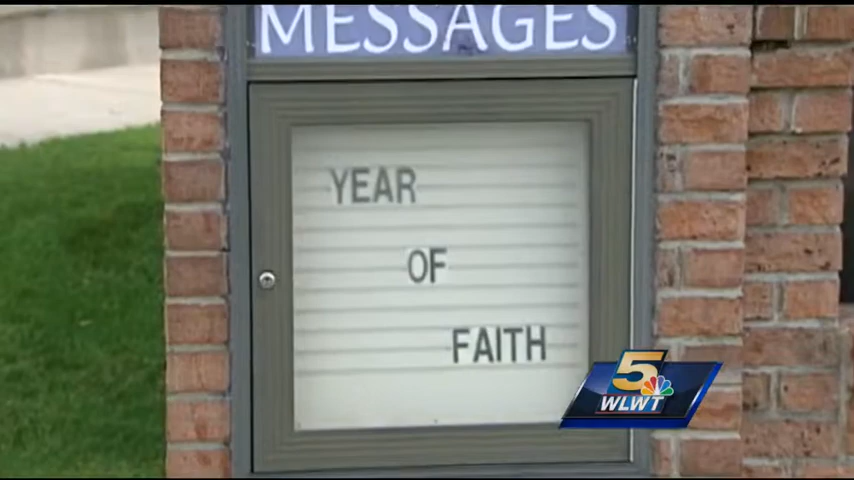 MESSAGES
YEAR
OF
FAITH
5
WLWT